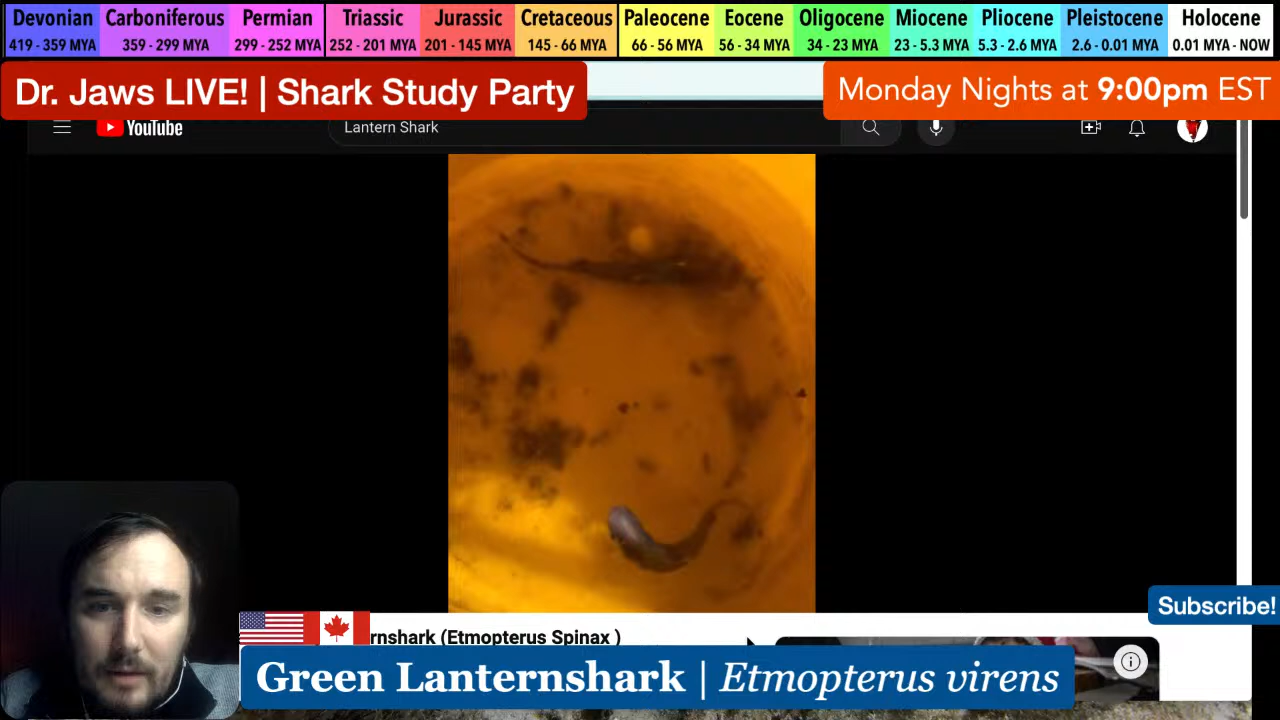 Devonian
419 - 359 MYA
Carboniferous
359 - 299 MYA
Permian
299 - 252 MYA
Triassic
252 - 201 MYA
Jurassic
201 - 145 MYA
Cretaceous
145 - 66 MYA
Paleocene
66 - 56 MYA
Eocene
56 - 34 MYA
Oligocene
34 - 23 MYA
Miocene
23 - 5.3 MYA
Pliocene
5.3 - 2.6 MYA
Pleistocene
2.6 - 0.01 MYA
Holocene
0.01 MYA - NOW
Dr. Jaws LIVE! | Shark Study Party
Monday Nights at 9:00pm EST
YouTube
Lantern Shark
Subscribe!
rnshark (Etmopterus Spinax )
Green Lanternshark | Etmopterus virens